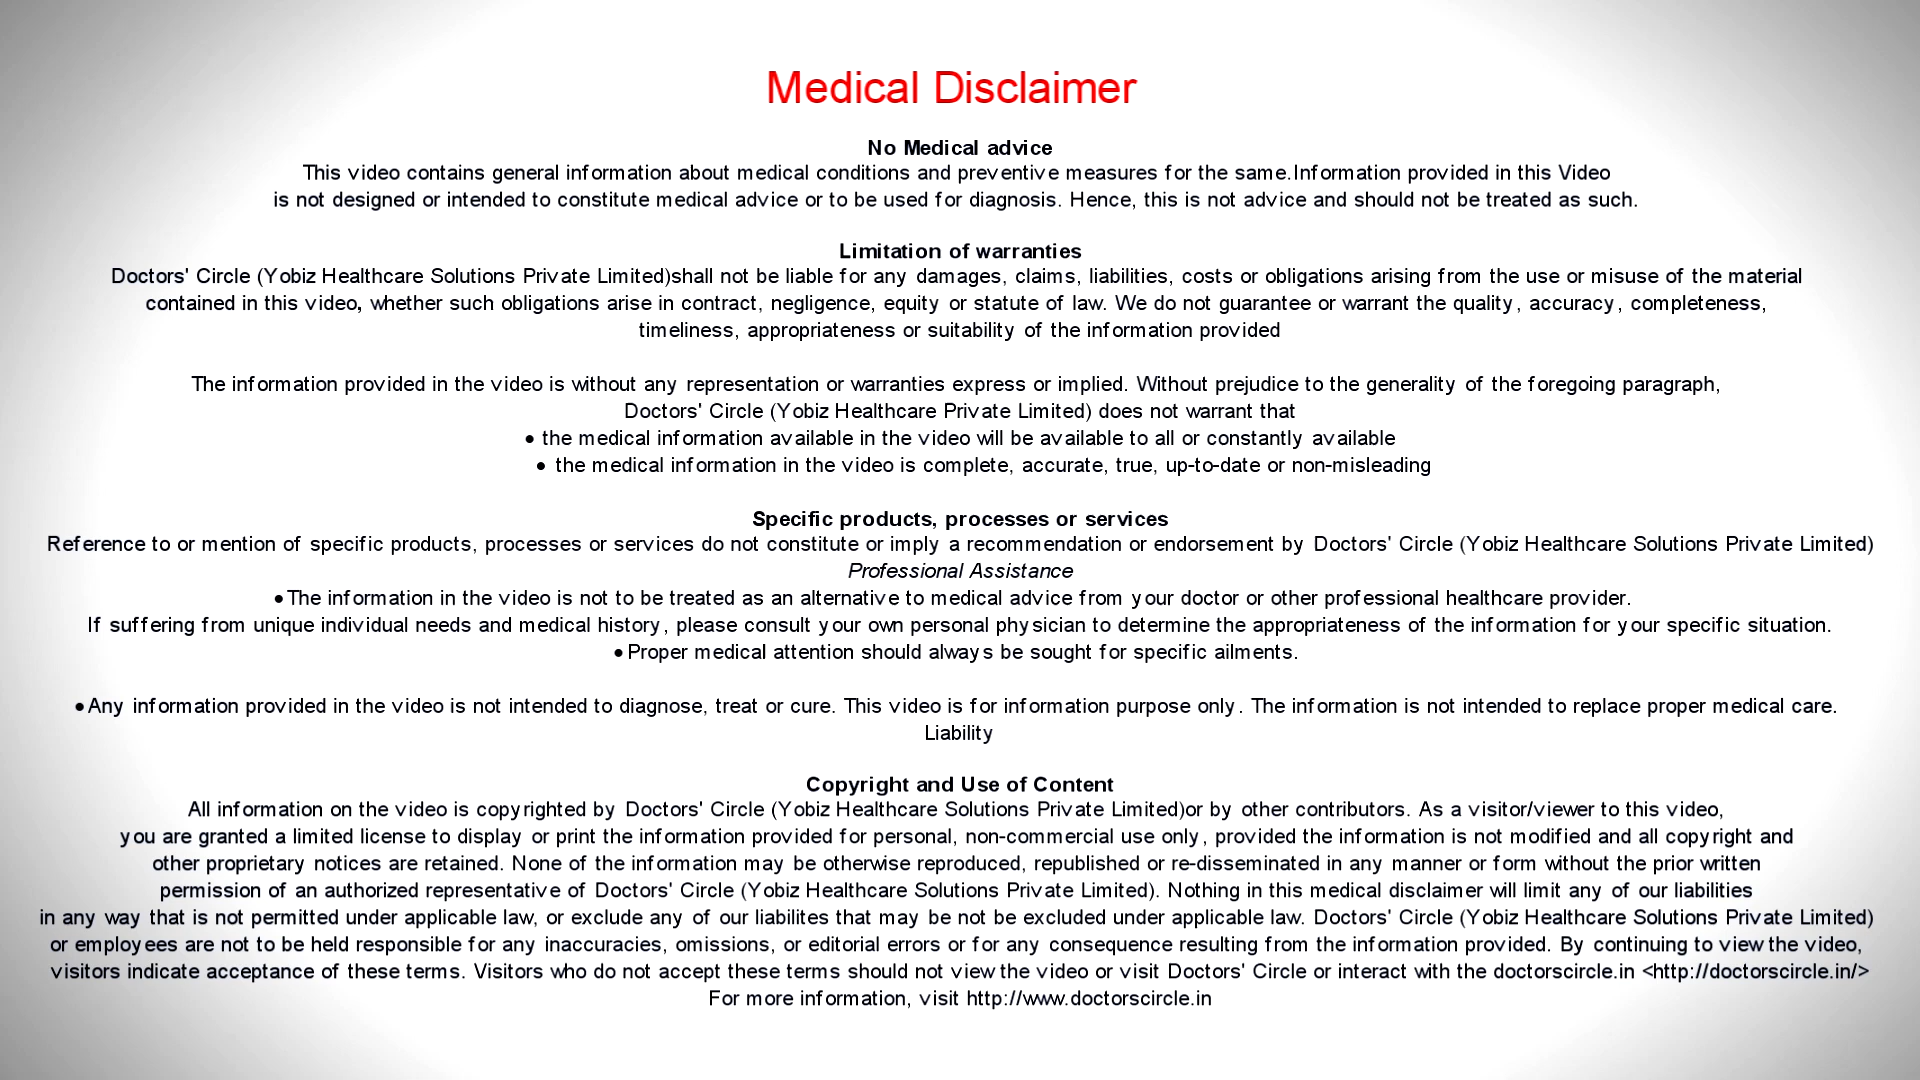 Medical Disclaimer
No Medical advice
This video contains general information about medical conditions and preventive measures for the same.Information provided in this Video
is not designed or intended to constitute medical advice or to be used for diagnosis. Hence, this is not advice and should not be treated as such.
Limitation of warranties
Doctors' Circle (Yobiz Healthcare Solutions Private Limited)shall not be liable for any damages, claims, liabilities, costs or obligations arising from the use or misuse of the material
contained in this video, whether such obligations arise in contract, negligence, equity or statute of law. We do not guarantee or warrant the quality, accuracy, completeness,
timeliness, appropriateness or suitability of the information provided
The information provided in the video is without any representation or warranties express or implied. Without prejudice to the generality of the foregoing paragraph,
Doctors' Circle (Yobiz Healthcare Private Limited) does not warrant that
• the medical information available in the video will be available to all or constantly available
• the medical information in the video is complete, accurate, true, up-to-date or non-misleading
Specific products, processes or services
Reference to or mention of specific products, processes or services do not constitute or imply a recommendation or endorsement by Doctors' Circle (Yobiz Healthcare Solutions Private Limited)
Professional Assistance
•The information in the video is not to be treated as an alternative to medical advice from your doctor or other professional healthcare provider.
If suffering from unique individual needs and medical history, please consult your own personal physician to determine the appropriateness of the information for your specific situation.
•Proper medical attention should always be sought for specific ailments.
•Any information provided in the video is not intended to diagnose, treat or cure. This video is for information purpose only. The information is not intended to replace proper medical care.
Liability
Copyright and Use of Content
All information on the video is copyrighted by Doctors' Circle (Yobiz Healthcare Solutions Private Limited)or by other contributors. As a visitor/viewer to this video,
you are granted a limited license to display or print the information provided for personal, non-commercial use only, provided the information is not modified and all copyright and
other proprietary notices are retained. None of the information may be otherwise reproduced, republished or re-disseminated in any manner or form without the prior written
permission of an authorized representative of Doctors' Circle (Yobiz Healthcare Solutions Private Limited). Nothing in this medical disclaimer will limit any of our liabilities
in any way that is not permitted under applicable law, or exclude any of our liabilites that may be not be excluded under applicable law. Doctors' Circle (Yobiz Healthcare Solutions Private Limited)
or employees are not to be held responsible for any inaccuracies, omissions, or editorial errors or for any consequence resulting from the information provided. By continuing to view the video,
visitors indicate acceptance of these terms. Visitors who do not accept these terms should not view the video or visit Doctors' Circle or interact with the doctorscircle.in <http://doctorscircle.in/>
For more information, visit http://www.doctorscircle.in